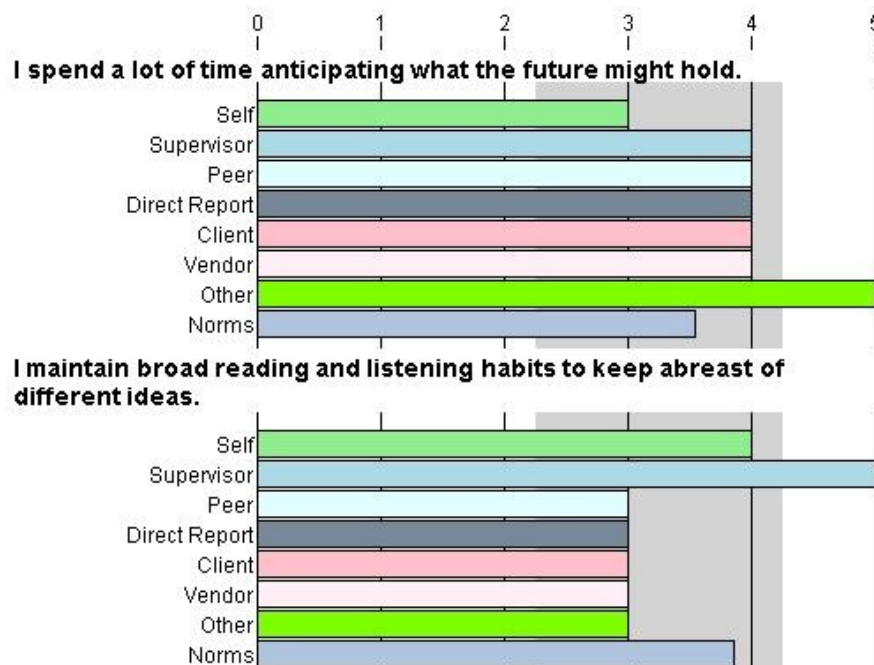 0 1 2 3 4 5
I spend a lot of time anticipating what the future might hold.
Self
Supervisor
Peer
Direct Report
Client
Vendor
Other
Norms
I maintain broad reading and listening habits to keep abreast of
different ideas.
Self
Supervisor
Peer
Direct Report
Client
Vendor
Other
Norms